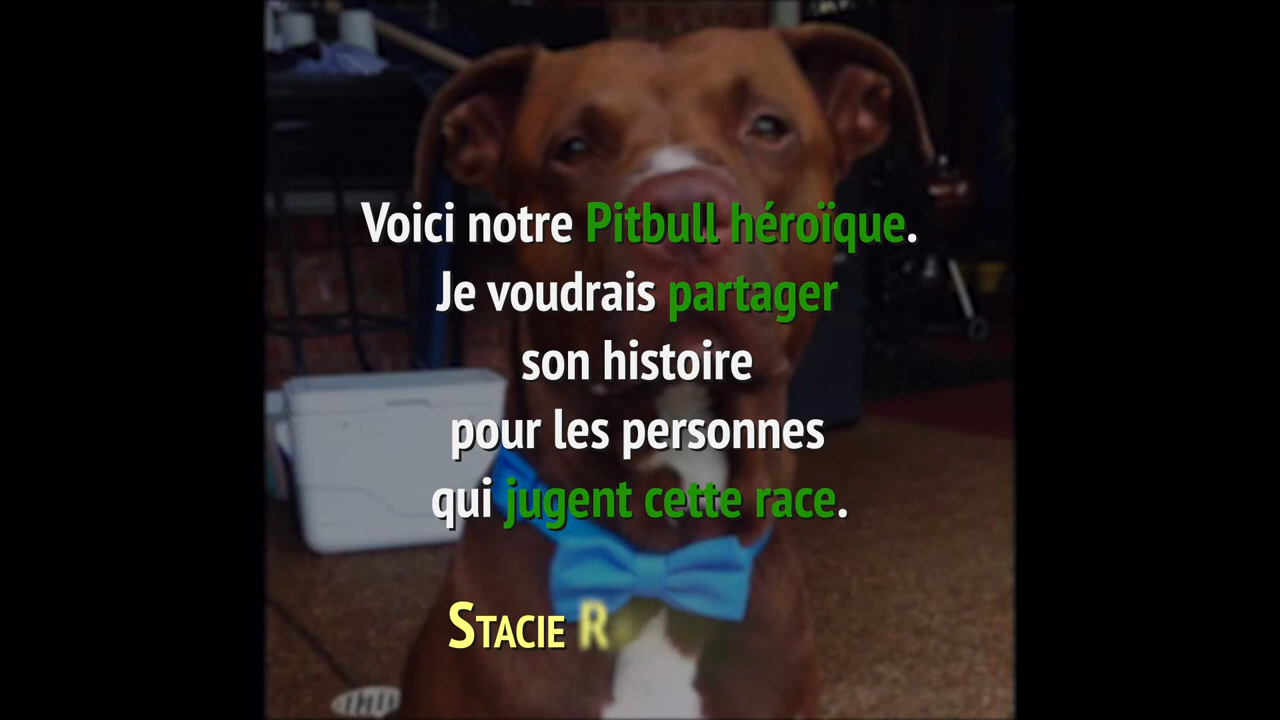 Voici notre Pitbull héroïque.
Je voudrais partager
son histoire
pour les personnes
qui jugent cette race.
STACIE R